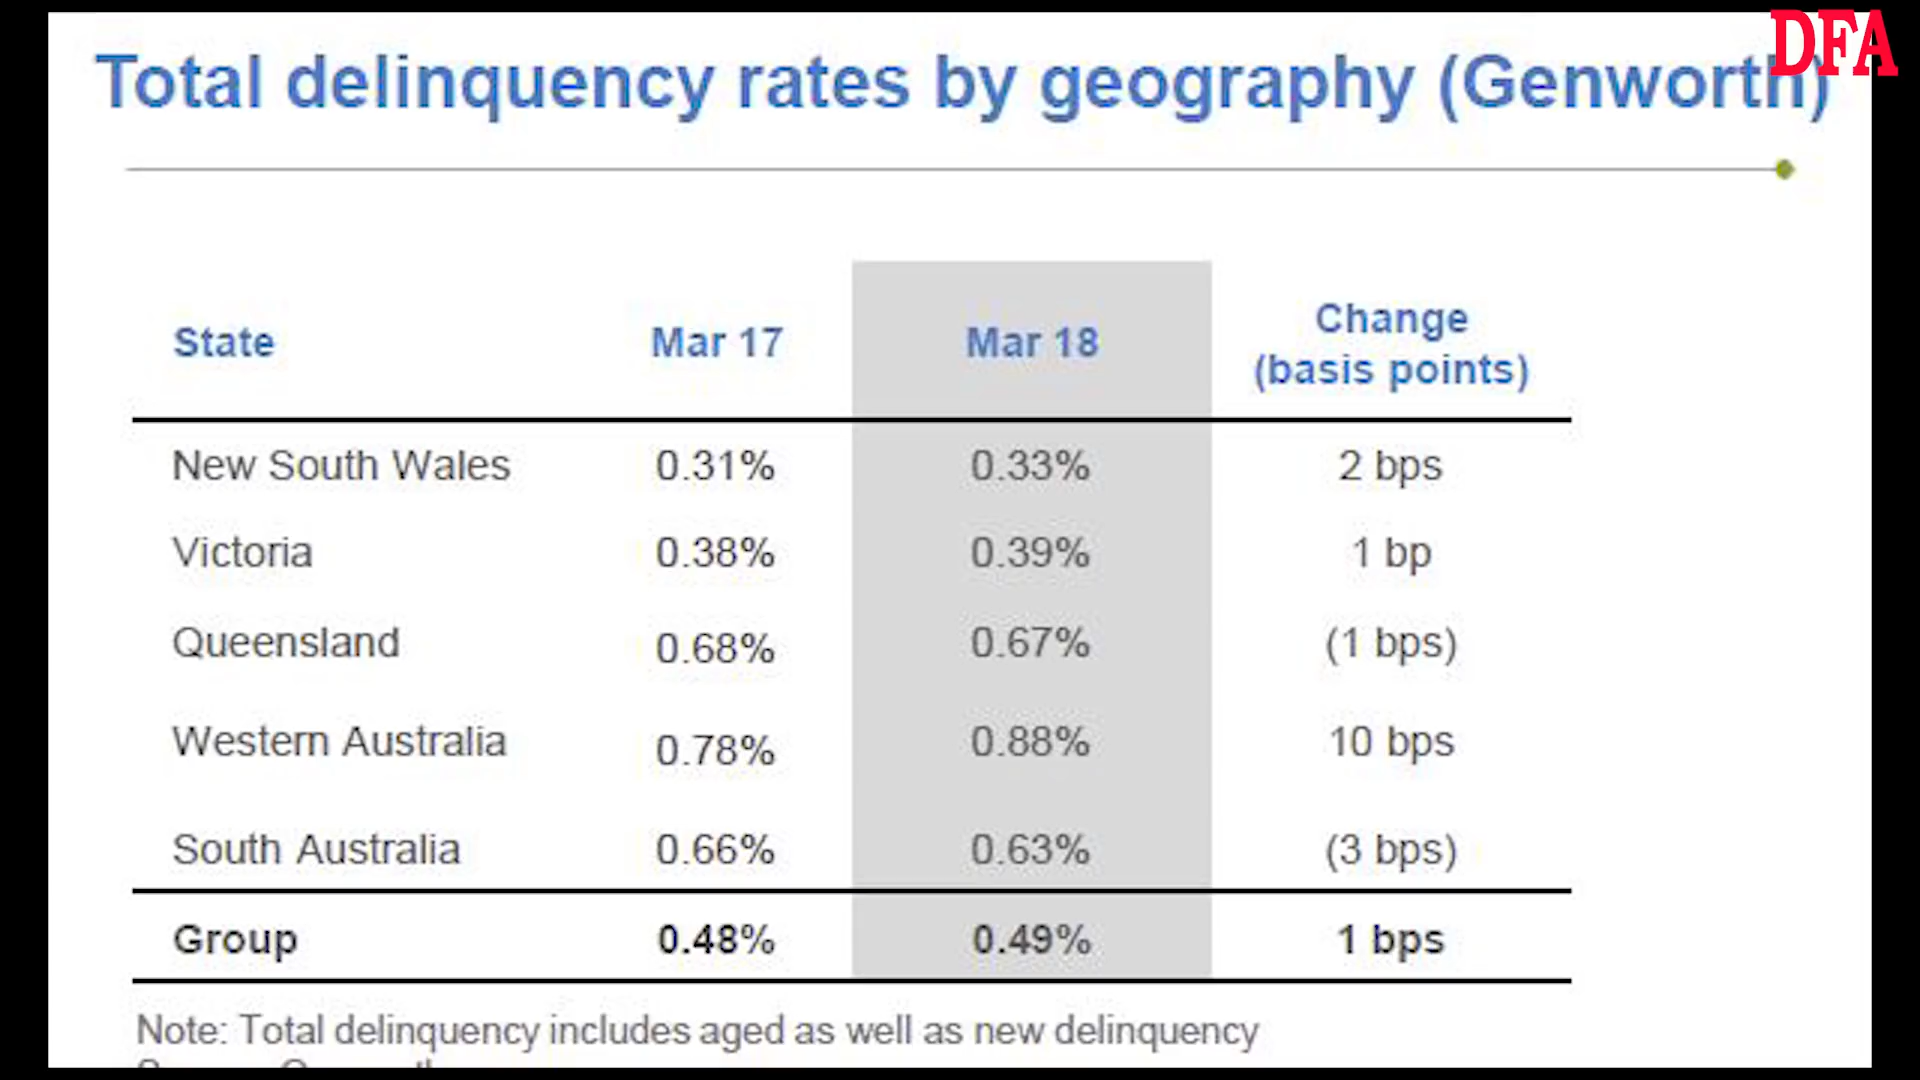 DFA
Total delinquency rates by geography (Genworth)
State Mar 17 Mar 18 Change (basis points)
New South Wales 0.31% 0.33% 2 bps
Victoria 0.38% 0.39% 1 bp
Queensland 0.68% 0.67% (1 bps)
Western Australia 0.78% 0.88% 10 bps
South Australia 0.66% 0.63% (3 bps)
Group 0.48% 0.49% 1 bps
Note: Total delinquency includes aged as well as new delinquency